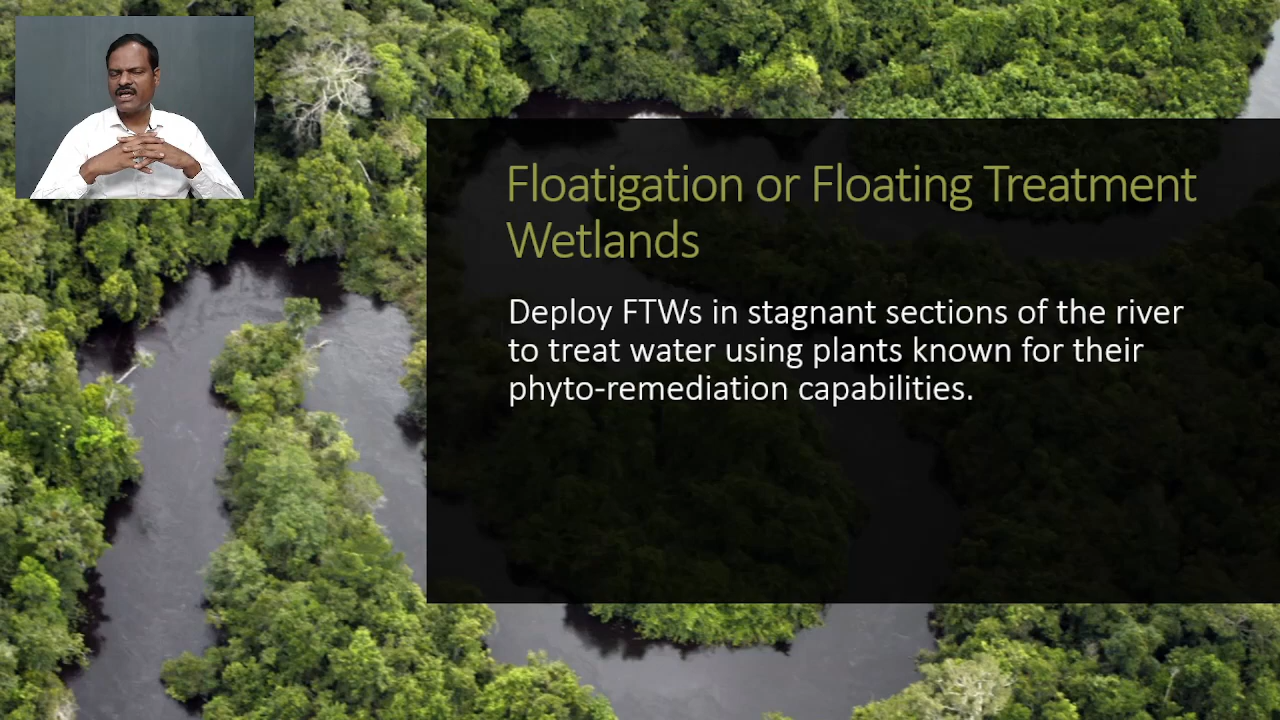 Floatigation or Floating Treatment
Wetlands
Deploy FTWs in stagnant sections of the river
to treat water using plants known for their
phyto-remediation capabilities.